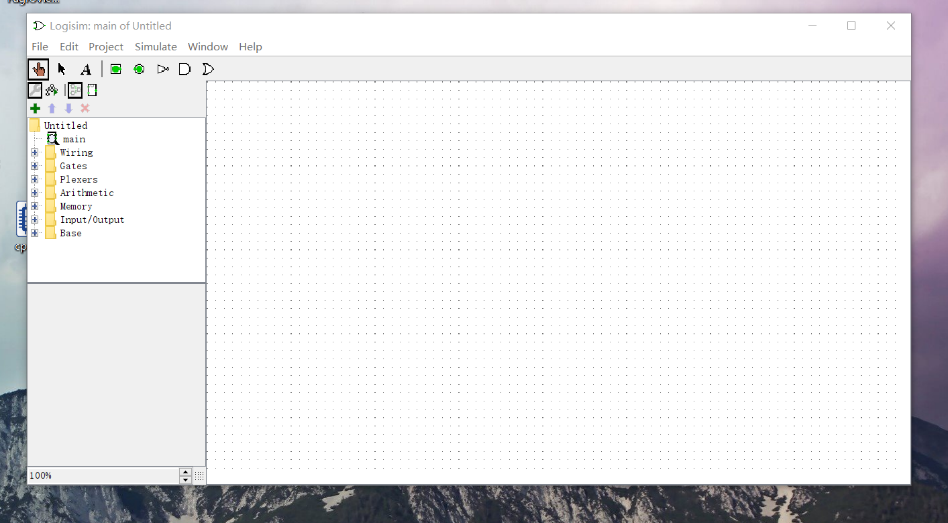 Logisim: main of Untitled
File Edit Project Simulate Window Help
A
Untitled
main
Wiring
Gates
Plexers
Arithmetic
Memory
Input/Output
Base
100%